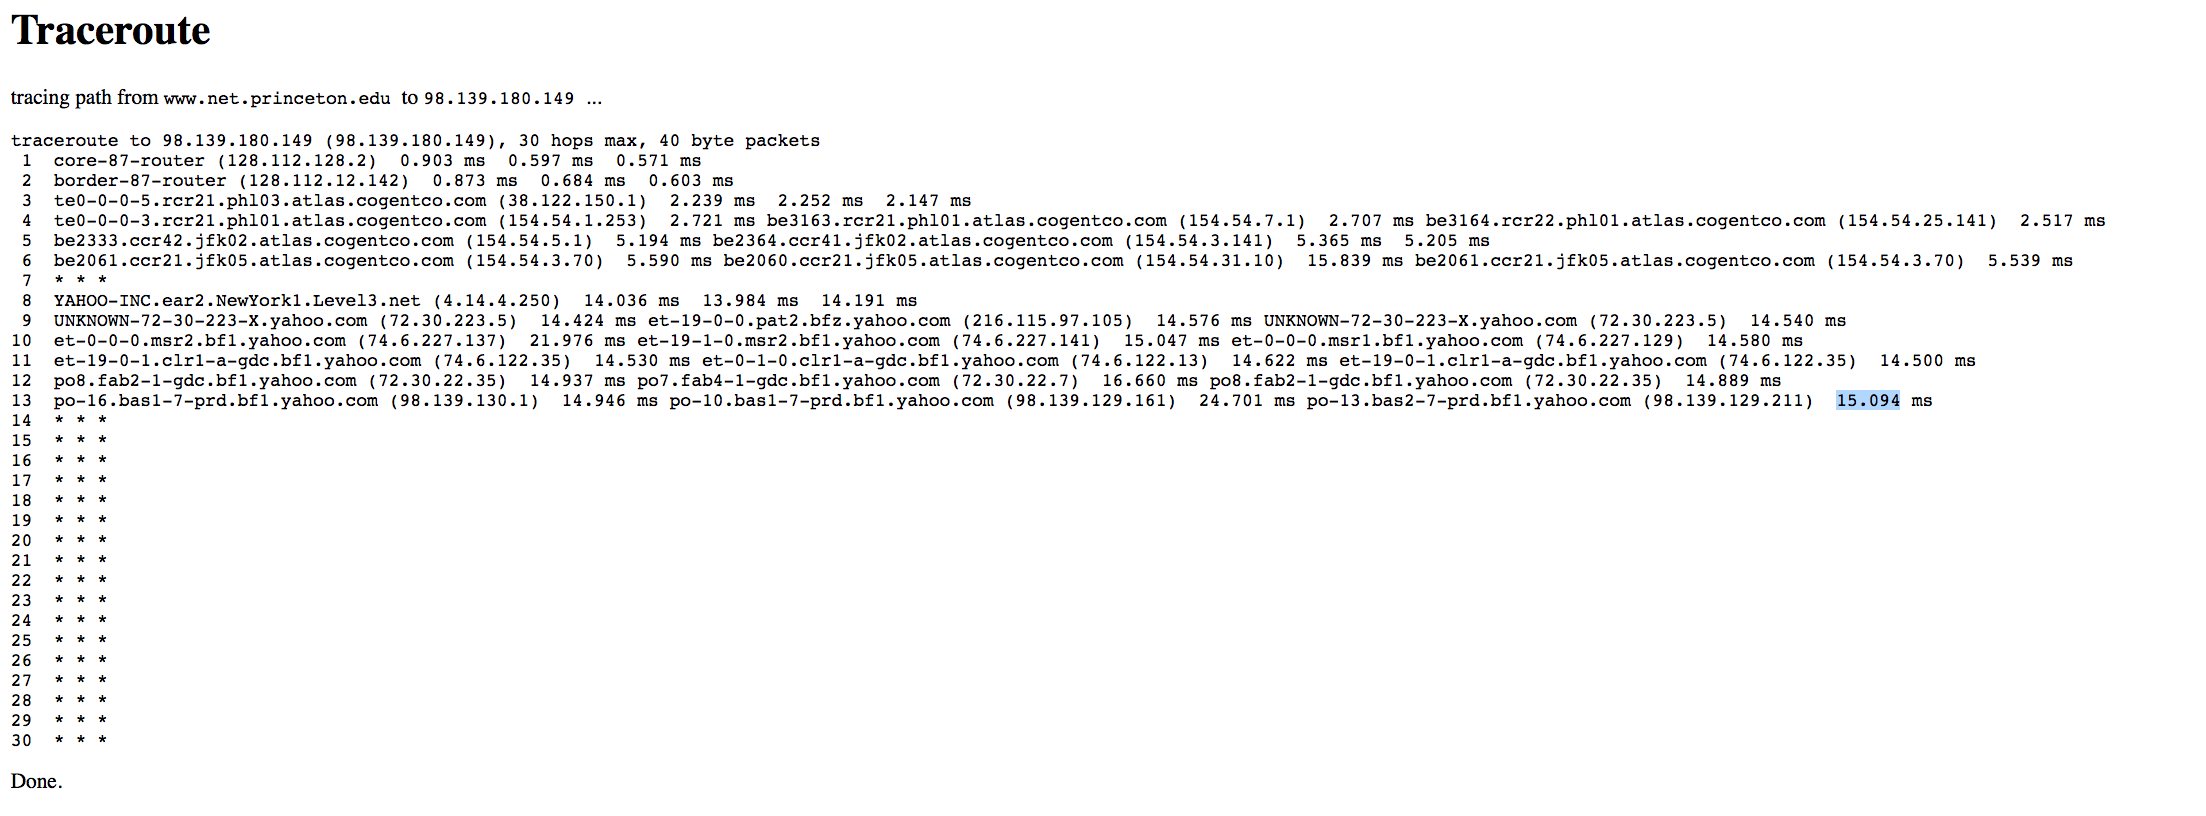 Traceroute
tracing path from www.net.princeton.edu to 98.139.180.149 ...
traceroute to 98.139.180.149 (98.139.180.149), 30 hops max, 40 byte packets
1 core-87-router (128.112.128.2) 0.903 ms 0.597 ms 0.571 ms
2 border-87-router (128.112.12.142) 0.873 ms 0.684 ms 0.603 ms
3 te0-0-0-5.rcr21.phl03.atlas.cogentco.com (38.122.150.1) 2.239 ms 2.252 ms 2.147 ms
4 te0-0-0-3.rcr21.phl01.atlas.cogentco.com (154.54.1.253) 2.721 ms be3163.rcr21.phl01.atlas.cogentco.com (154.54.7.1) 2.707 ms be3164.rcr22.phl01.atlas.cogentco.com (154.54.25.141) 2.517 ms
5 be2333.ccr42.jfk02.atlas.cogentco.com (154.54.5.1) 5.194 ms be2364.ccr41.jfk02.atlas.cogentco.com (154.54.3.141) 5.365 ms 5.205 ms
6 be2061.ccr21.jfk05.atlas.cogentco.com (154.54.3.70) 5.590 ms be2060.ccr21.jfk05.atlas.cogentco.com (154.54.31.10) 15.839 ms be2061.ccr21.jfk05.atlas.cogentco.com (154.54.3.70) 5.539 ms
7 * * *
8 YAHOO-INC.ear2.NewYork1.Level3.net (4.14.4.250) 14.036 ms 13.984 ms 14.191 ms
9 UNKNOWN-72-30-223-X.yahoo.com (72.30.223.5) 14.424 ms et-19-0-0.pat2.bfz.yahoo.com (216.115.97.105) 14.576 ms UNKNOWN-72-30-223-X.yahoo.com (72.30.223.5) 14.540 ms
10 et-0-0-0.msr2.bf1.yahoo.com (74.6.227.137) 21.976 ms et-19-1-0.msr2.bf1.yahoo.com (74.6.227.141) 15.047 ms et-0-0-0.msr1.bf1.yahoo.com (74.6.227.129) 14.580 ms
11 et-19-0-1.clr1-a-gdc.bf1.yahoo.com (74.6.122.35) 14.530 ms et-0-1-0.clr1-a-gdc.bf1.yahoo.com (74.6.122.13) 14.622 ms et-19-0-1.clr1-a-gdc.bf1.yahoo.com (74.6.122.35) 14.500 ms
12 po8.fab2-1-gdc.bf1.yahoo.com (72.30.22.35) 14.937 ms po7.fab4-1-gdc.bf1.yahoo.com (72.30.22.7) 16.660 ms po8.fab2-1-gdc.bf1.yahoo.com (72.30.22.35) 14.889 ms
13 po-16.bas1-7-prd.bf1.yahoo.com (98.139.130.1) 14.946 ms po-10.bas1-7-prd.bf1.yahoo.com (98.139.129.161) 24.701 ms po-13.bas2-7-prd.bf1.yahoo.com (98.139.129.211) 15.094 ms
14 * * *
15 * * *
16 * * *
17 * * *
18 * * *
19 * * *
20 * * *
21 * * *
22 * * *
23 * * *
24 * * *
25 * * *
26 * * *
27 * * *
28 * * *
29 * * *
30 * * *
Done.